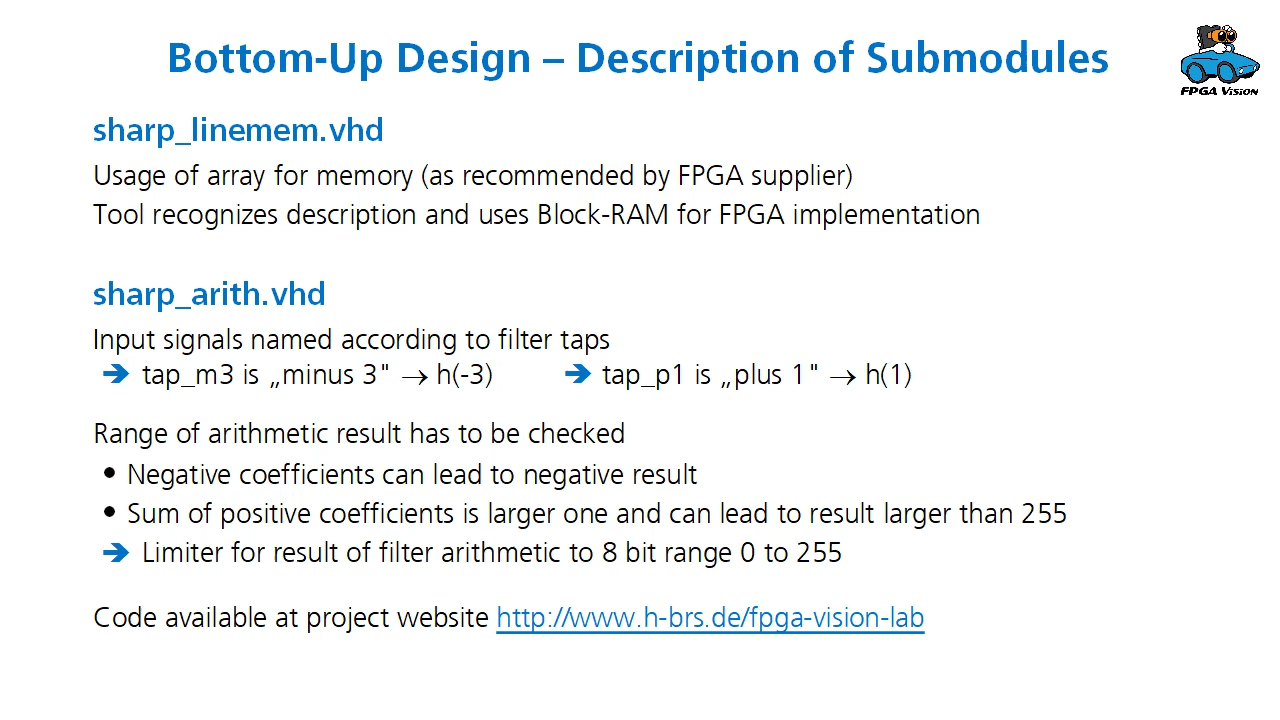 Bottom-Up Design – Description of Submodules
FPGA Vision
sharp_linemem.vhd
Usage of array for memory (as recommended by FPGA supplier)
Tool recognizes description and uses Block-RAM for FPGA implementation
sharp_arith.vhd
Input signals named according to filter taps
➔ tap_m3 is „minus 3" → h(-3) ➔ tap_p1 is „plus 1" → h(1)
Range of arithmetic result has to be checked
• Negative coefficients can lead to negative result
• Sum of positive coefficients is larger one and can lead to result larger than 255
➔ Limiter for result of filter arithmetic to 8 bit range 0 to 255
Code available at project website http://www.h-brs.de/fpga-vision-lab